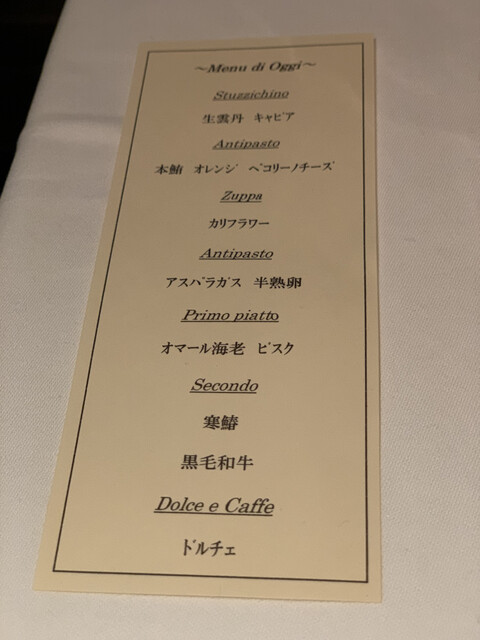 ～Menu di Oggi～
Stuzzichino
生雲丹 キャビア
Antipasto
本鮪 オレンジ ペコリーノチーズ
Zuppa
カリフラワー
Antipasto
アスパラガス 半熟卵
Primo piatto
オマール海老 ビスク
Secondo
寒鰆
黒毛和牛
Dolce e Caffe
ドルチェ